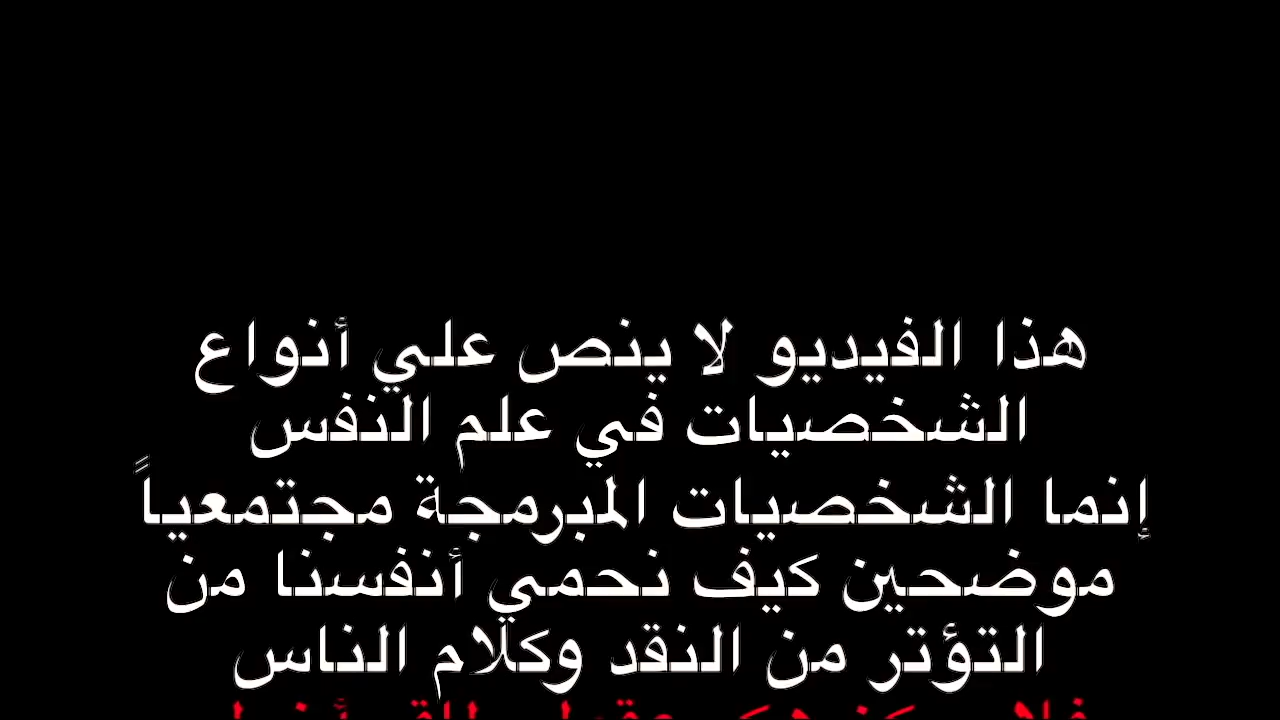 هذا الفيديو لا ينص علي أنواع
الشخصيات في علم النفس
إنما الشخصيات المبرمجة مجتمعياً
موضحين كيف نحمي أنفسنا من
التؤتر من النقد وكلام الناس